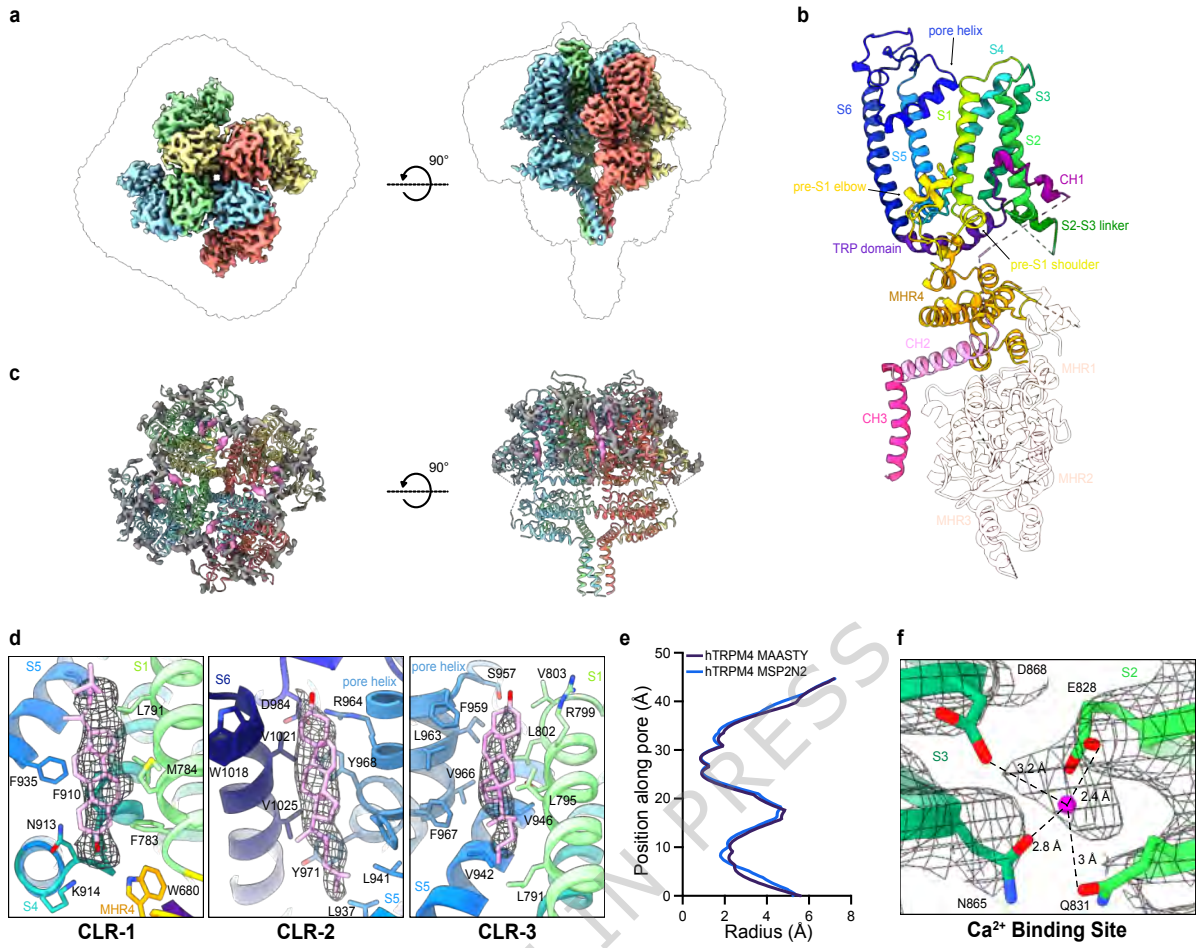 a
90°
b
pore helix
S4
S6
S3
S1
S5
S2
pre-S1 elbow
CH1
S2-S3 linker
TRP domain
pre-S1 shoulder
MHR4
CH2
MHR1
CH3
MHR2
MHR3
c
90°
d
S5
S1
L791
F935
M784
F910
N913
F783
K914
W680
S4
MHR4
CLR-1
S6
D984
R964
pore helix
V1021
W1018
Y968
V1025
Y971
L941
L937
S5
CLR-2
pore helix
S957
V803
S1
F959
R799
L963
L802
V966
L795
F967
V946
V942
S5
L791
CLR-3
e
hTRPM4 MAASTY
hTRPM4 MSP2N2
Position along pore (Å)
50
40
30
20
10
0
0 2 4 6 8
Radius (Å)
f
D868
E828
S2
S3
3.2 Å
2.4 Å
2.8 Å
3 Å
N865
Q831
Ca²⁺ Binding Site
IN PRESS